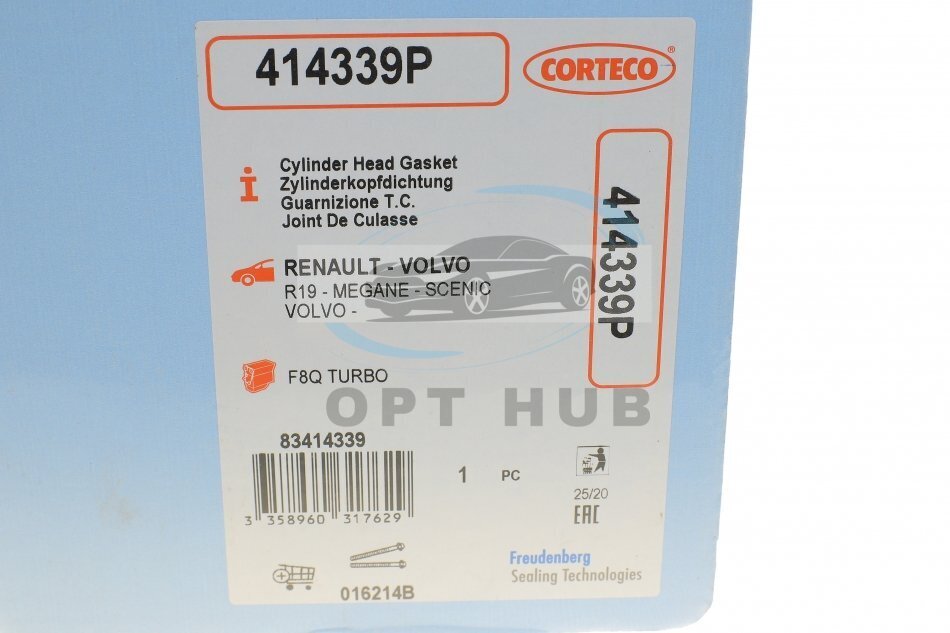 414339P
CORTECO®
Cylinder Head Gasket
Zylinderkopfdichtung
Guarnizione T.C.
Joint De Culasse
414339P
RENAULT - VOLVO
R19 - MEGANE - SCENIC
VOLVO -
F8Q TURBO
OPT HUB
83414339
1 PC
3 358960 317629
25/20
EAC
016214B
Freudenberg
Sealing Technologies